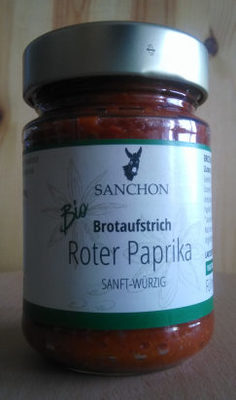 SANCHON
Bio
Brotaufstrich
Roter Paprika
SANFT-WÜRZIG